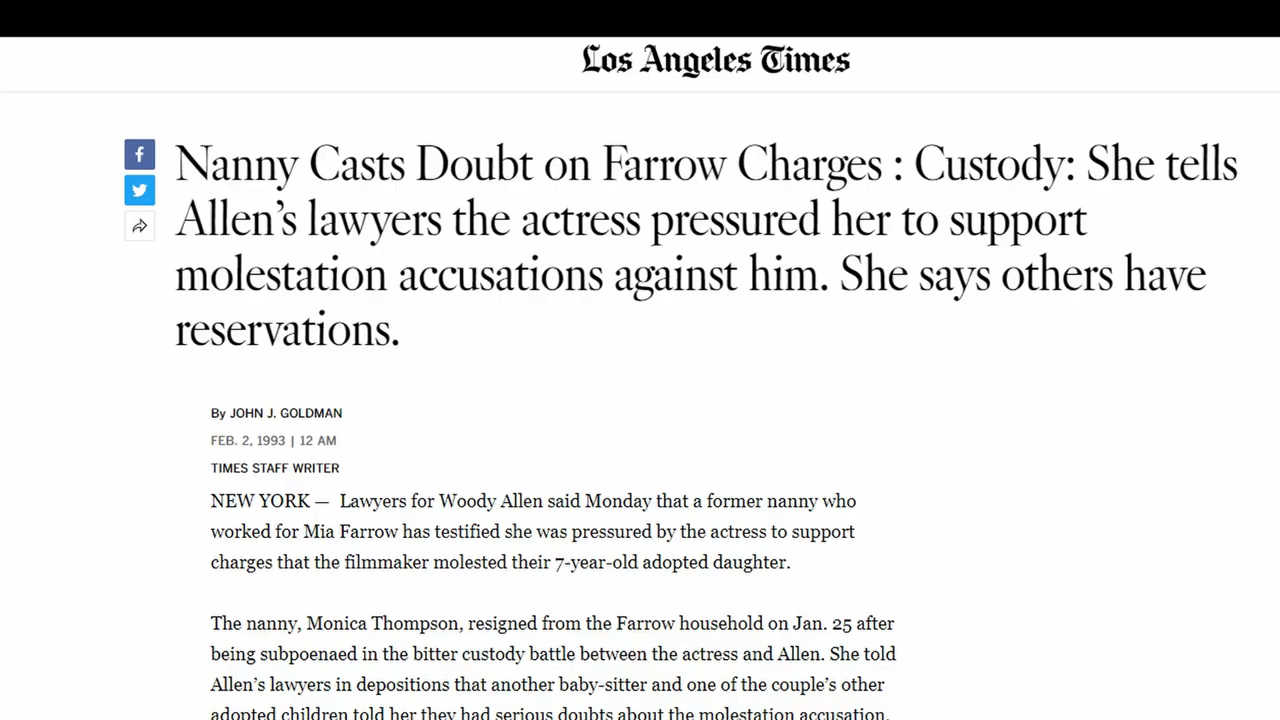 Los Angeles Times
Nanny Casts Doubt on Farrow Charges : Custody: She tells
Allen’s lawyers the actress pressured her to support
molestation accusations against him. She says others have
reservations.
By JOHN J. GOLDMAN
FEB. 2, 1993 | 12 AM
TIMES STAFF WRITER
NEW YORK — Lawyers for Woody Allen said Monday that a former nanny who
worked for Mia Farrow has testified she was pressured by the actress to support
charges that the filmmaker molested their 7-year-old adopted daughter.
The nanny, Monica Thompson, resigned from the Farrow household on Jan. 25 after
being subpoenaed in the bitter custody battle between the actress and Allen. She told
Allen’s lawyers in depositions that another baby-sitter and one of the couple’s other
adopted children told her they had serious doubts about the molestation accusation.